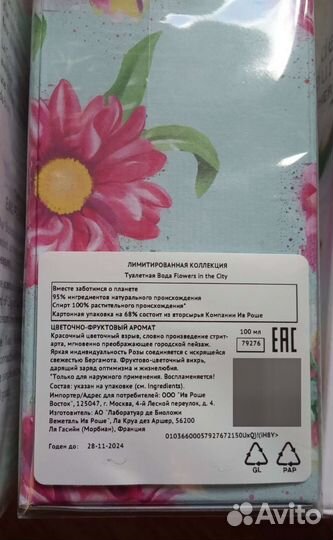 ЛИМИТИРОВАННАЯ КОЛЛЕКЦИЯ
Туалетная Вода Flowers in the City
Вместе заботимся о планете
95% ингредиентов натурального происхождения
Спирт 100% растительного происхождения*
Картонная упаковка на 68% состоит из вторсырья Компании Ив Роше
ЦВЕТОЧНО-ФРУКТОВЫЙ АРОМАТ
100 мл
Красочный цветочный взрыв, словно произведение стрит-
арта, мгновенно преображающее городской пейзаж.
79276
EAC
Яркая индивидуальность Розы соединяется с искрящейся
свежестью Бергамота. Фруктово-цветочный вихрь,
дарящий заряд оптимизма и жизнелюбия.
*Только для наружного применения. Воспламеняется!
Состав: указан на упаковке (см. Ingredients).
Импортер/Адрес для потребителей: ООО "Ив Роше
Восток", 125047, г. Москва, 4-й Лесной переулок, д. 4.
Изготовитель: АО "Лаборатуар де Биоложи
Вежеталь Ив Роше", Ла Круа дез Аршер, 56200
Ля Гасийи (Морбиан), Франция
Годен до: 28-11-2024
GL
PAP
Avito